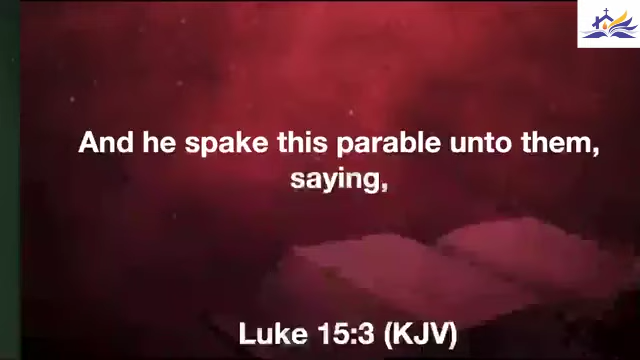 And he spake this parable unto them,
saying,
Luke 15:3 (KJV)